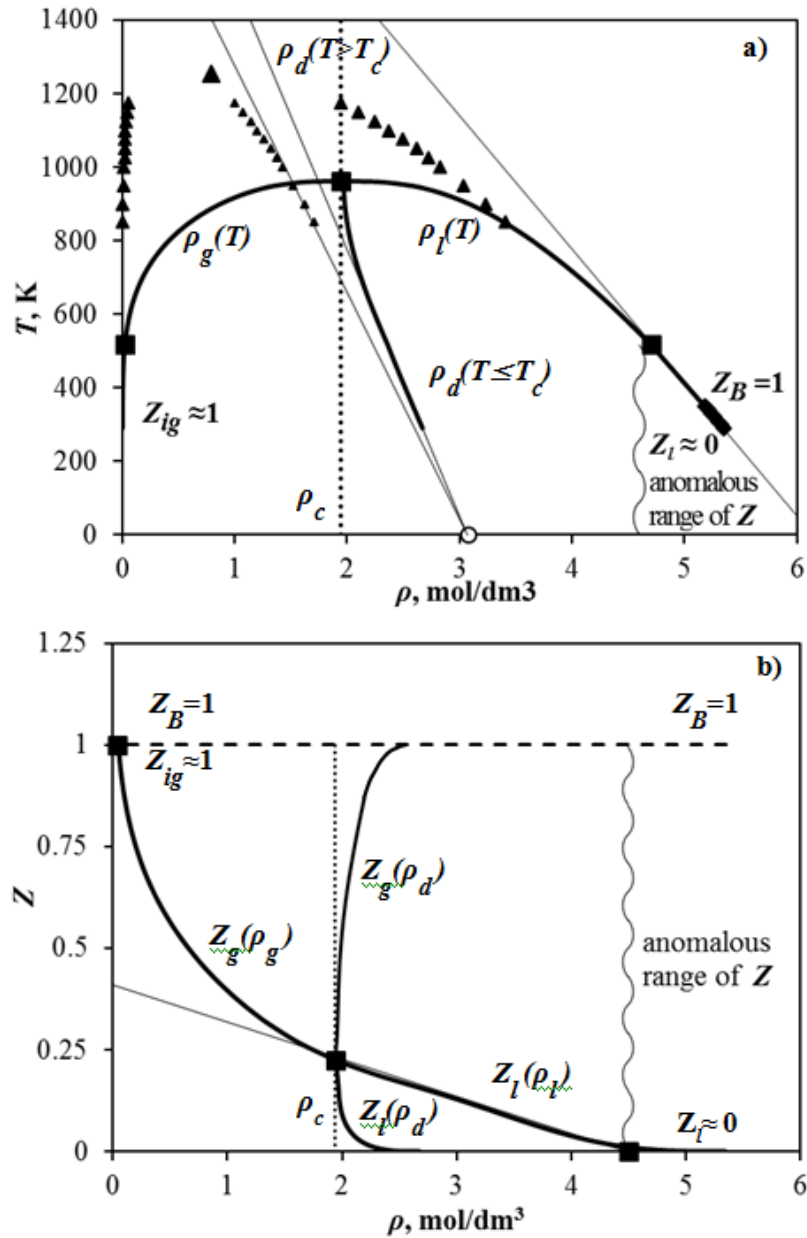 1400
1200
1000
800
600
400
200
0
T, K
a)
ρd(T>Tc)
ρg(T)
ρl(T)
ρd(T≤Tc)
Zig≈1
ZB=1
Zl≈0
anomalous
range of Z
ρc
0 1 2 3 4 5 6
ρ, mol/dm3
1.25
1
0.75
0.5
0.25
0
Z
b)
ZB=1 ZB=1
Zig≈1
Zg(ρd)
Zg(ρg)
anomalous
range of Z
Zl(ρl)
ρc
Zl(ρd)
Zl≈0
0 1 2 3 4 5 6
ρ, mol/dm³